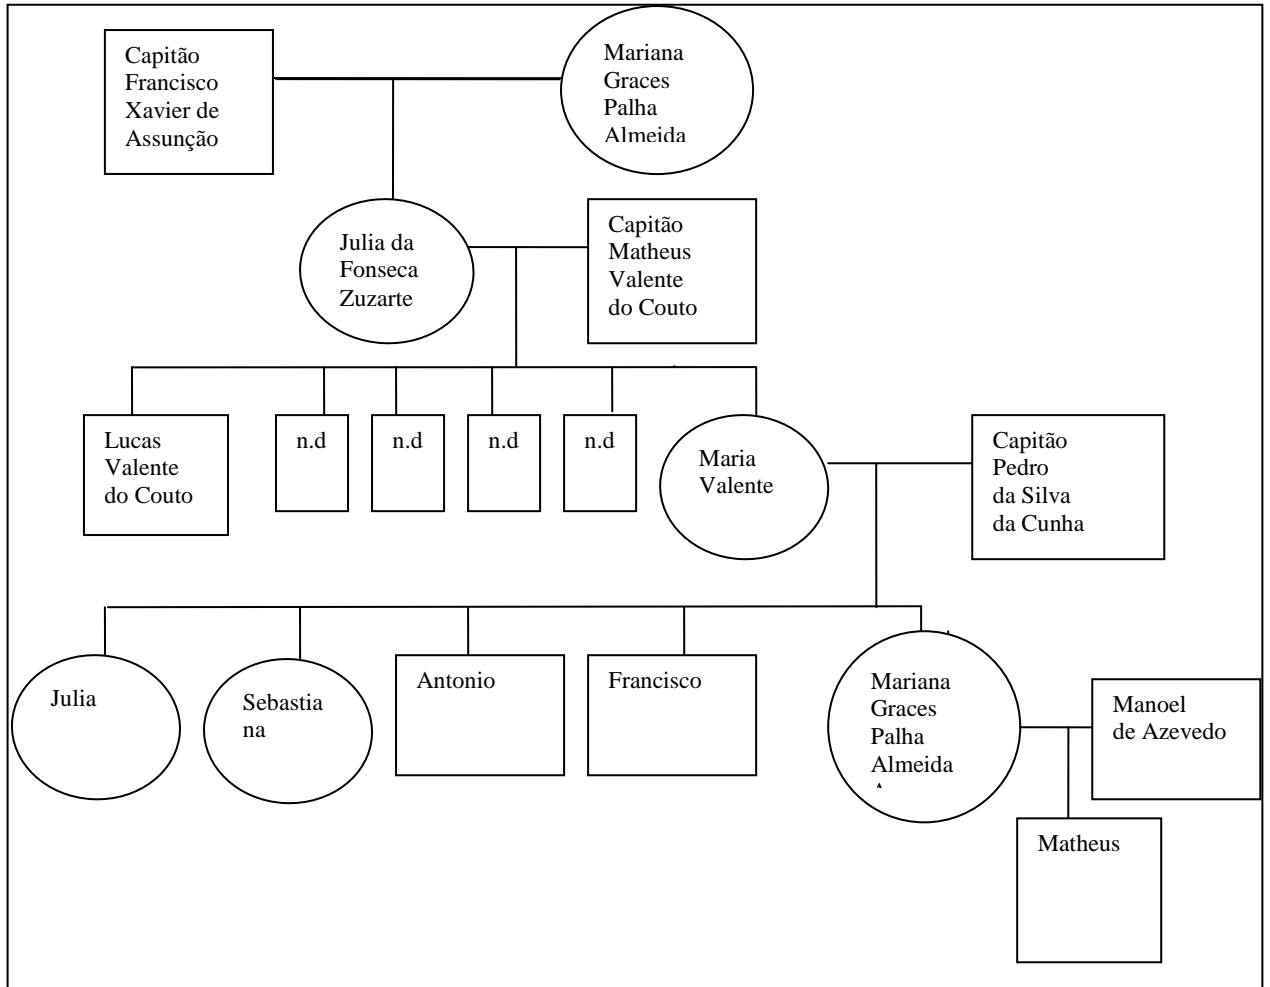 Capitão
Francisco
Xavier de
Assunção
Mariana
Graces
Palha
Almeida
Julia da
Fonseca
Zuzarte
Capitão
Matheus
Valente
do Couto
Lucas
Valente
do Couto
n.d
n.d
n.d
n.d
Maria
Valente
Capitão
Pedro
da Silva
da Cunha
Julia
Sebastia
na
Antonio
Francisco
Mariana
Graces
Palha
Almeida
Manoel
de Azevedo
Matheus